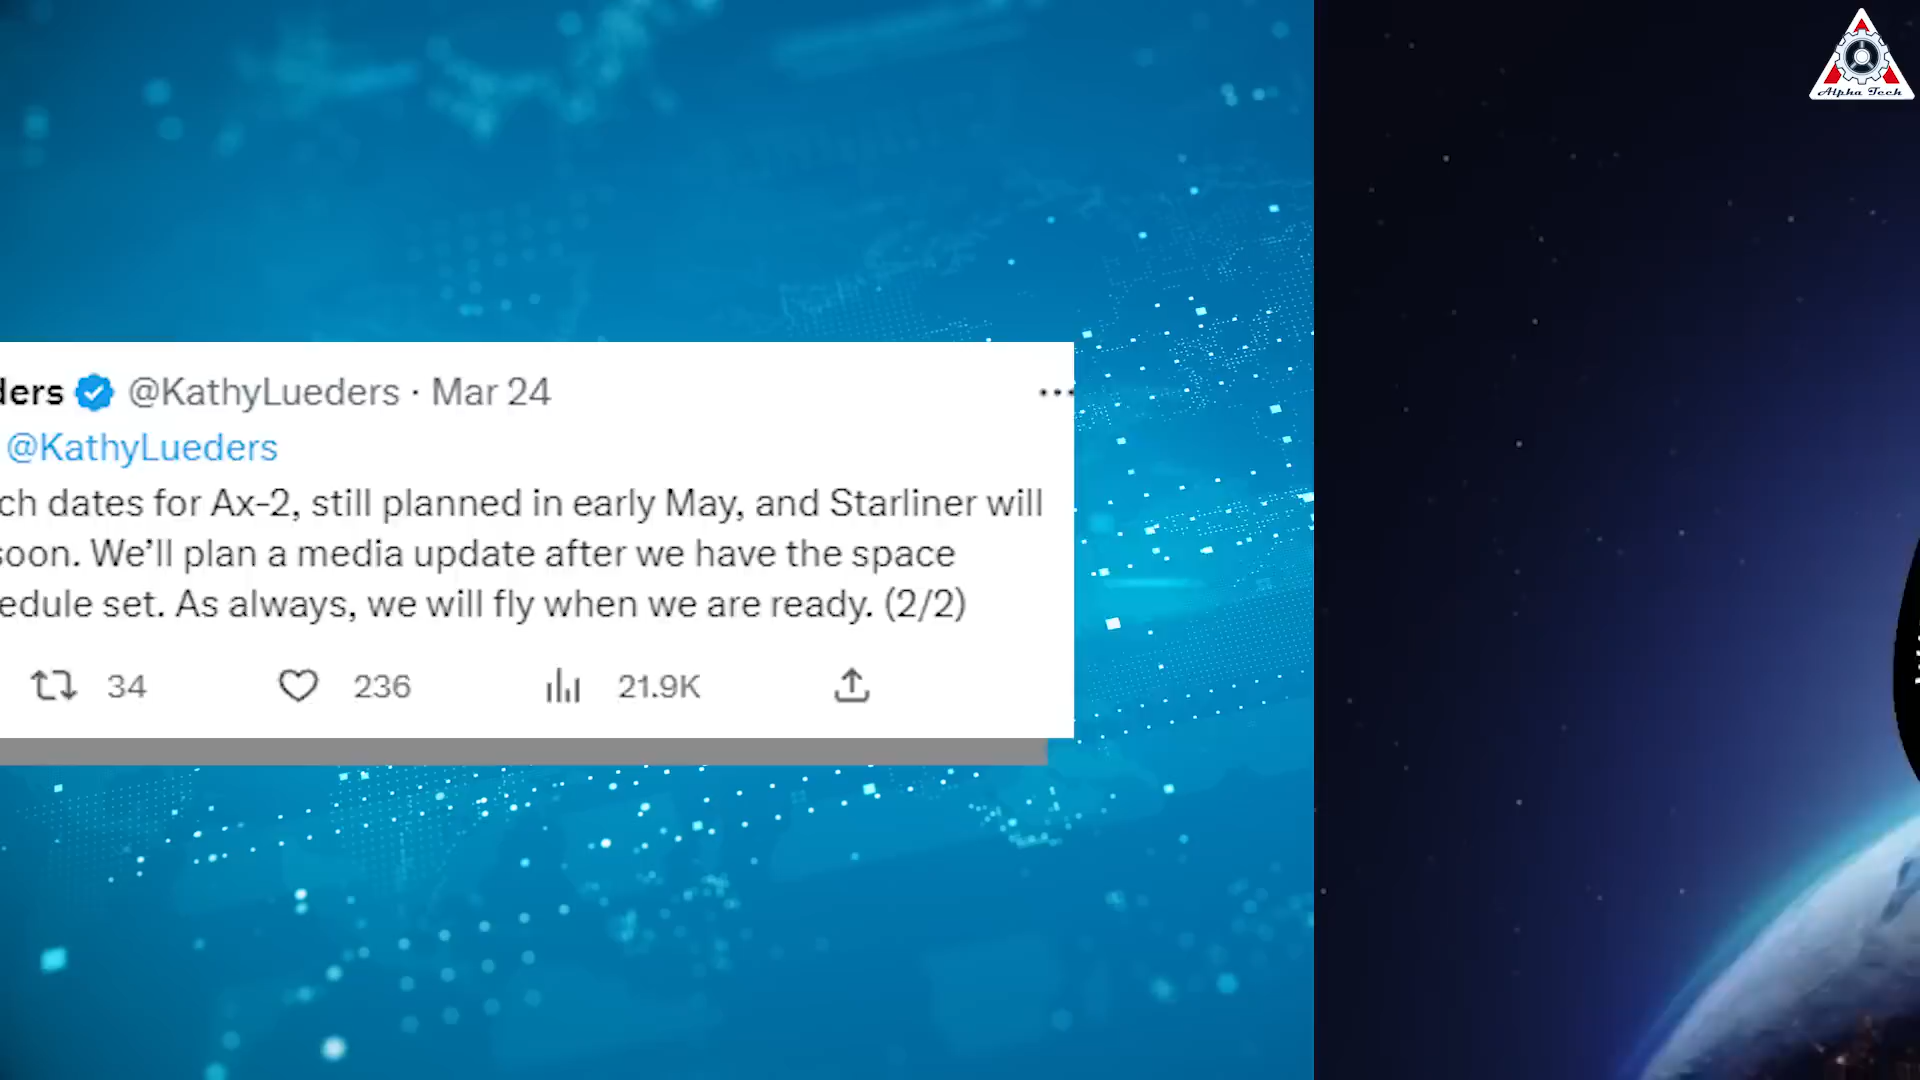 ders @KathyLueders · Mar 24
@KathyLueders
ch dates for Ax-2, still planned in early May, and Starliner will
soon. We’ll plan a media update after we have the space
edule set. As always, we will fly when we are ready. (2/2)
34 236 21.9K
Alpha Tech